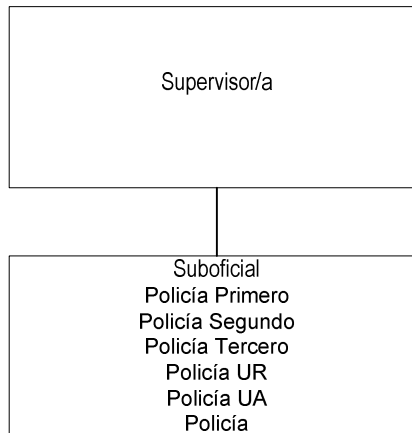 Supervisor/a
Suboficial
Policía Primero
Policía Segundo
Policía Tercero
Policía UR
Policía UA
Policía